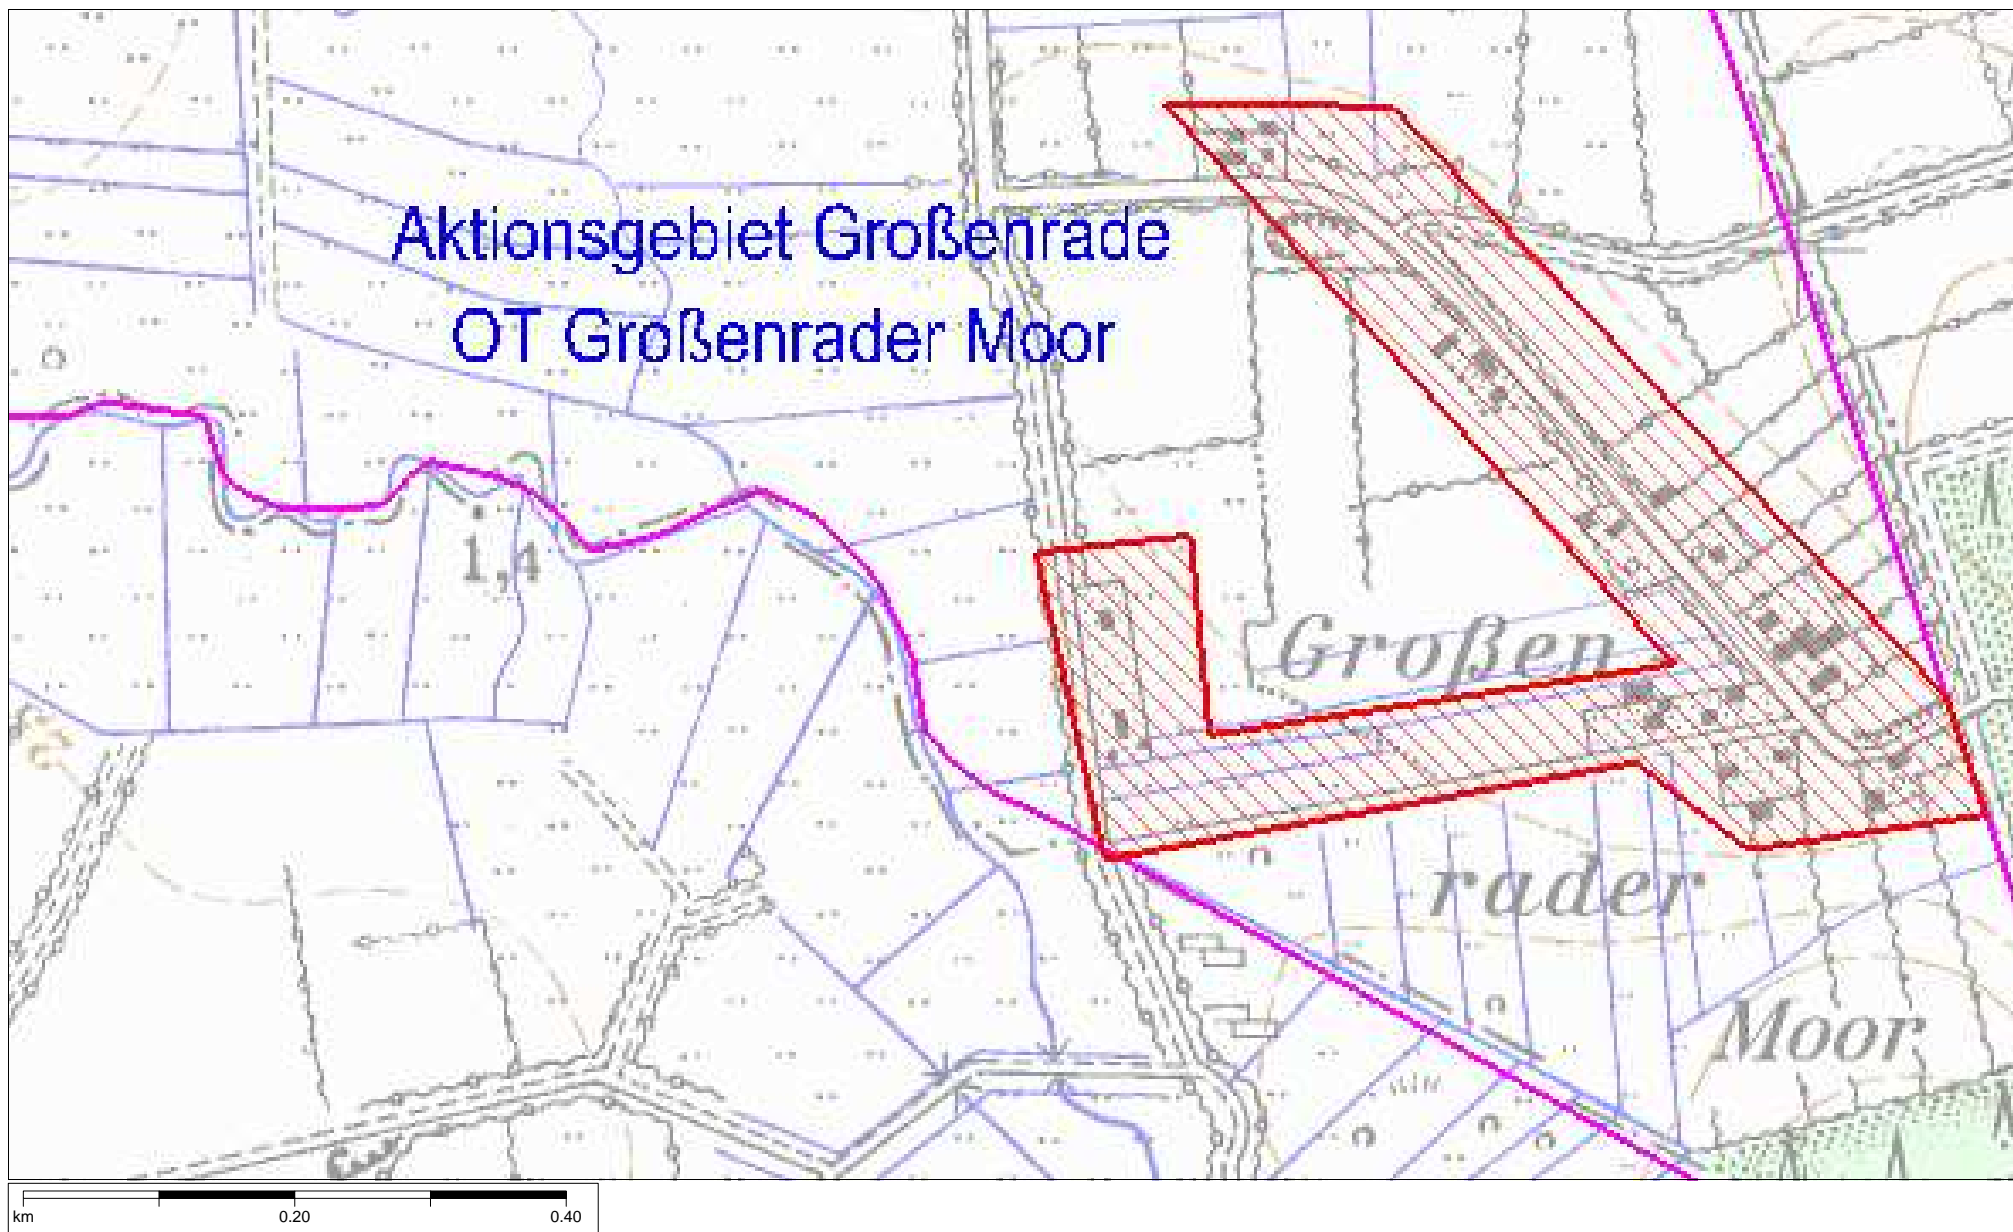 Aktionsgebiet Großenrade
OT Großenrader Moor
1,4
Großen
rader
Moor
km
0.20
0.40